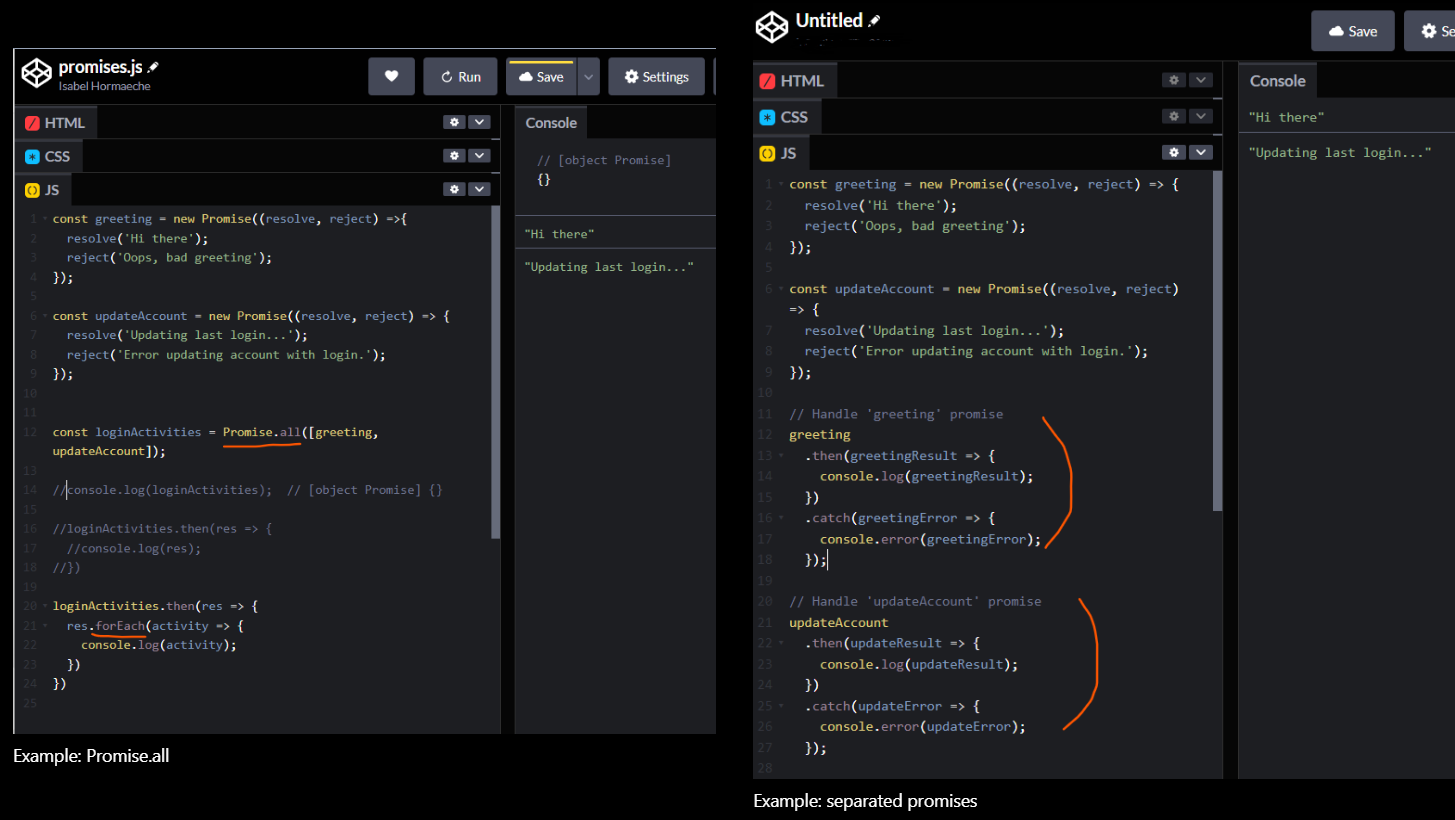 promises.js
Isabel Hormaeche
Run
Save
Settings
HTML
CSS
JS
1 const greeting = new Promise((resolve, reject) =>{
2 resolve('Hi there');
3 reject('Oops, bad greeting');
4 });
5
6 const updateAccount = new Promise((resolve, reject) => {
7 resolve('Updating last login...');
8 reject('Error updating account with login.');
9 });
10
11
12 const loginActivities = Promise.all([greeting,
updateAccount]);
13
14 //console.log(loginActivities); // [object Promise] {}
15
16 //loginActivities.then(res => {
17 //console.log(res);
18 //})
19
20 loginActivities.then(res => {
21 res.forEach(activity => {
22 console.log(activity);
23 })
24 })
25
Console
// [object Promise]
{}
"Hi there"
"Updating last login..."
Example: Promise.all
Untitled
Save
Se
HTML
CSS
JS
1 const greeting = new Promise((resolve, reject) => {
2 resolve('Hi there');
3 reject('Oops, bad greeting');
4 });
5
6 const updateAccount = new Promise((resolve, reject)
=> {
7 resolve('Updating last login...');
8 reject('Error updating account with login.');
9 });
10
11 // Handle 'greeting' promise
12 greeting
13 .then(greetingResult => {
14 console.log(greetingResult);
15 })
16 .catch(greetingError => {
17 console.error(greetingError);
18 });
19
20 // Handle 'updateAccount' promise
21 updateAccount
22 .then(updateResult => {
23 console.log(updateResult);
24 })
25 .catch(updateError => {
26 console.error(updateError);
27 });
28
Console
"Hi there"
"Updating last login..."
Example: separated promises